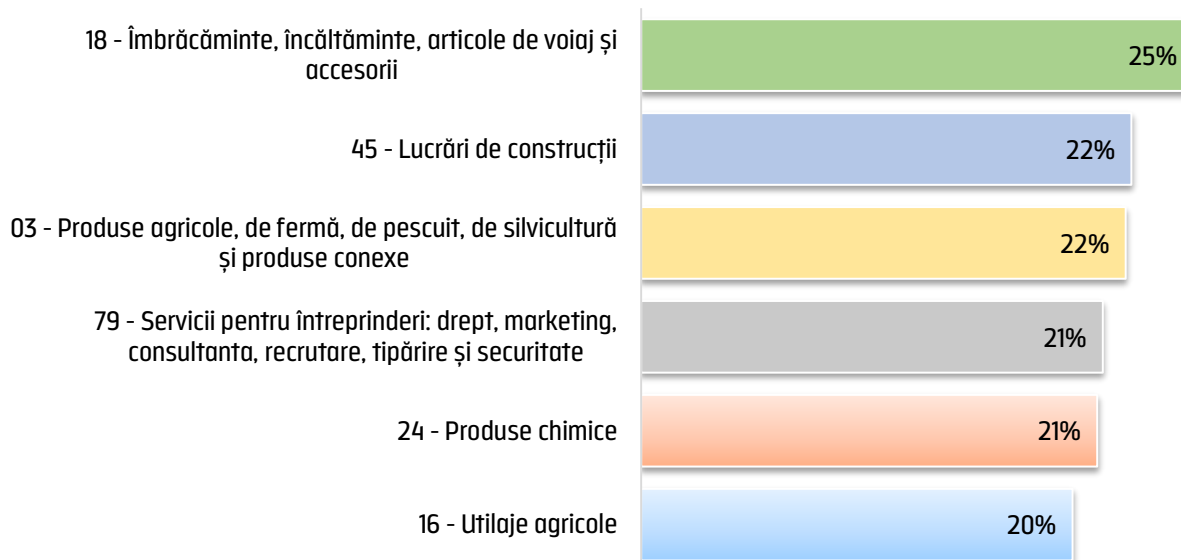 18 - Îmbrăcăminte, încăltăminte, articole de voiaj și
accesorii
25%
45 - Lucrări de construcții
22%
03 - Produse agricole, de fermă, de pescuit, de silvicultură
și produse conexe
22%
79 - Servicii pentru întreprinderi: drept, marketing,
consultanta, recrutare, tipărire și securitate
21%
24 - Produse chimice
21%
16 - Utilaje agricole
20%